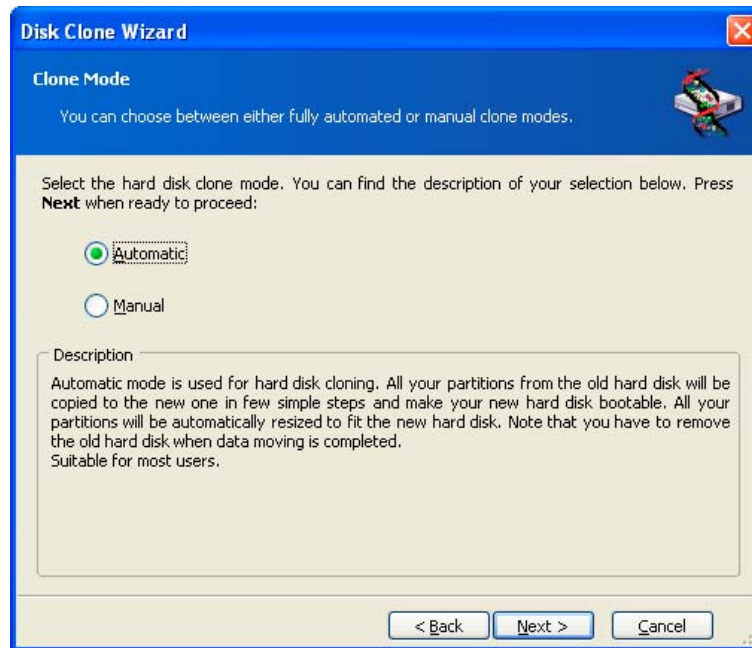 Disk Clone Wizard
Clone Mode
You can choose between either fully automated or manual clone modes.
Select the hard disk clone mode. You can find the description of your selection below. Press
Next when ready to proceed:
Automatic
Manual
Description
Automatic mode is used for hard disk cloning. All your partitions from the old hard disk will be
copied to the new one in few simple steps and make your new hard disk bootable. All your
partitions will be automatically resized to fit the new hard disk. Note that you have to remove
the old hard disk when data moving is completed.
Suitable for most users.
< Back
Next >
Cancel